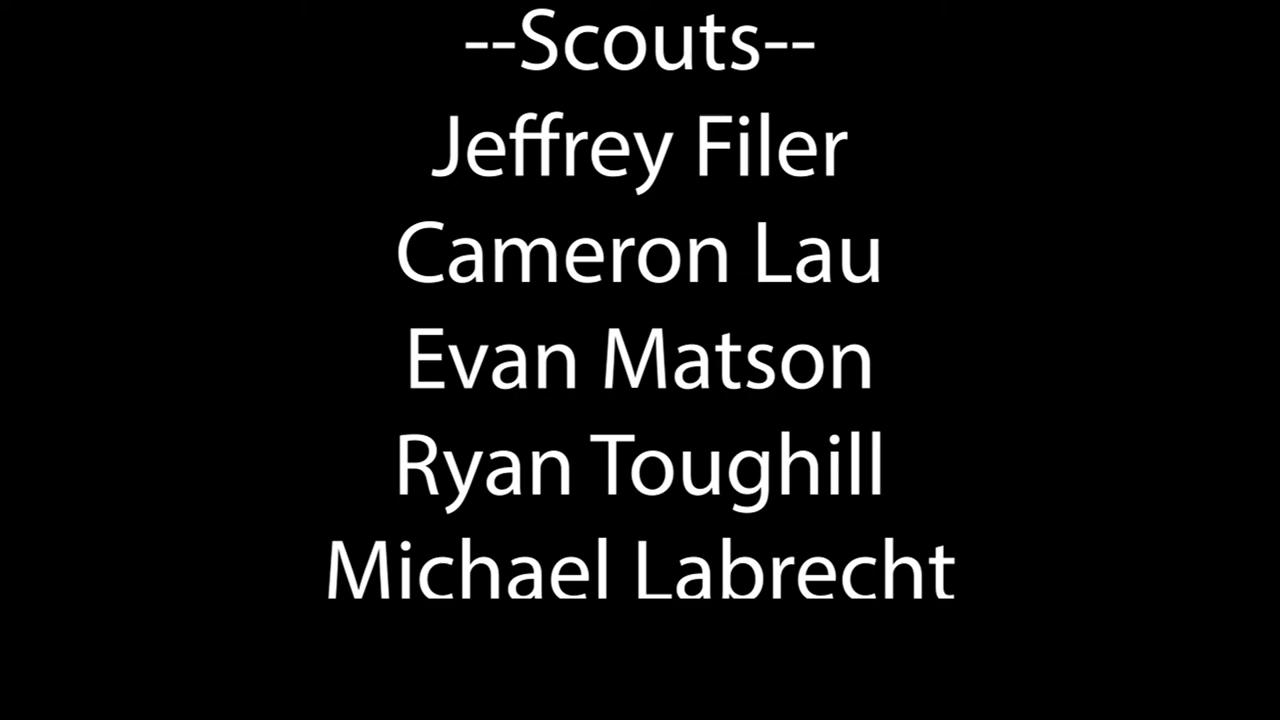 --Scouts--
Jeffrey Filer
Cameron Lau
Evan Matson
Ryan Toughill
Michael Labrecht